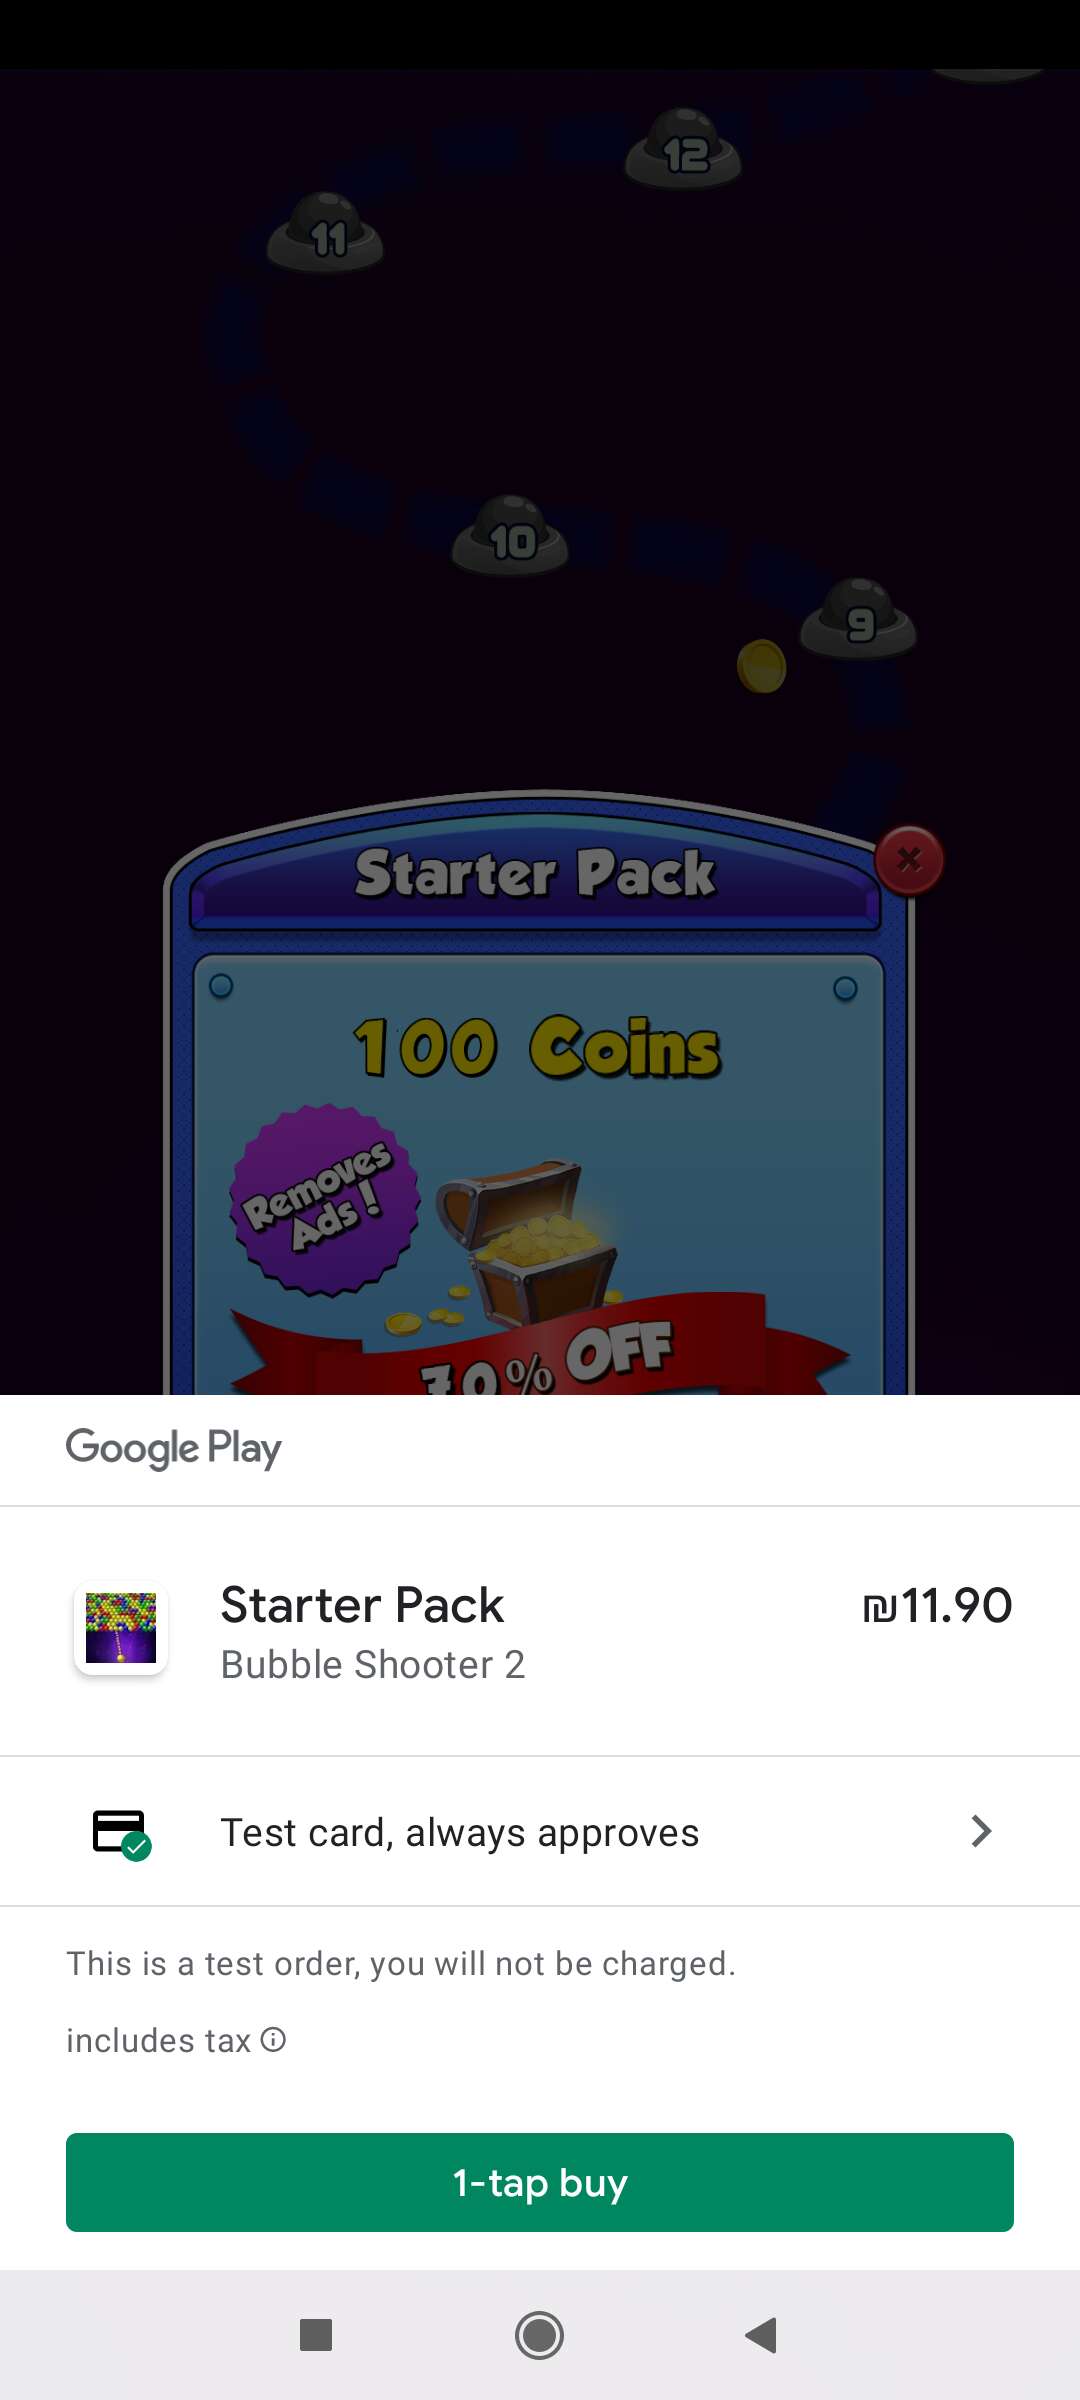 12
11
10
9
Starter Pack
100 Coins
Removes
Ads!
70% OFF
Google Play
Starter Pack
₪11.90
Bubble Shooter 2
Test card, always approves
This is a test order, you will not be charged.
includes tax
1-tap buy